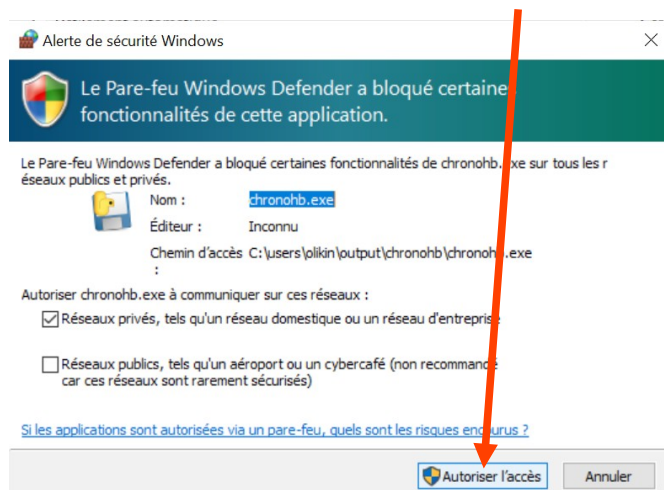 Alerte de sécurité Windows
Le Pare-feu Windows Defender a bloqué certaines
fonctionnalités de cette application.
Le Pare-feu Windows Defender a bloqué certaines fonctionnalités de chronohb.exe sur tous les r
éseaux publics et privés.
Nom : chronohb.exe
Éditeur : Inconnu
Chemin d'accès C:\users\olikin\output\chronohb\chronohb.exe
:
Autoriser chronohb.exe à communiquer sur ces réseaux :
Réseaux privés, tels qu'un réseau domestique ou un réseau d'entreprise
Réseaux publics, tels qu'un aéroport ou un cybercafé (non recommandé
car ces réseaux sont rarement sécurisés)
Si les applications sont autorisées via un pare-feu, quels sont les risques encourus ?
Autoriser l'accès Annuler